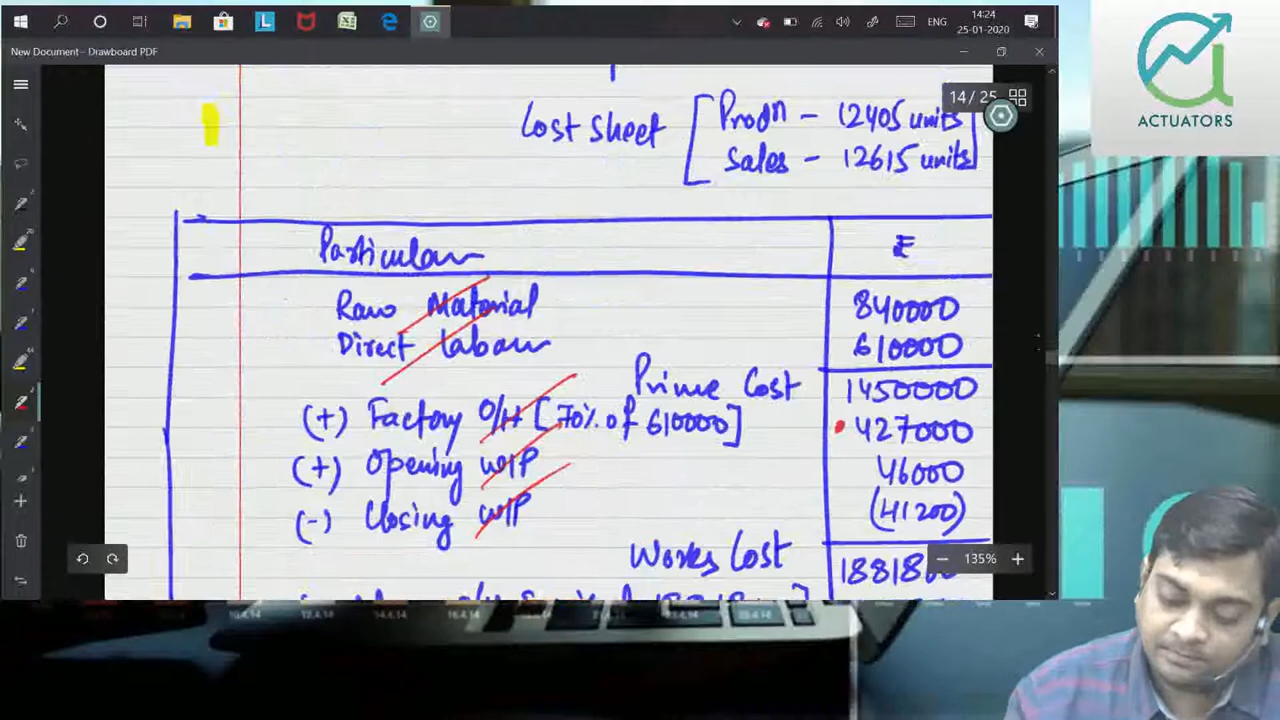 ENG
14:24
25-01-2020
New Document- Drawboard PDF
14 / 25
ACTUATORS
Cost Sheet [Prodn - 12405 units
Sales - 12615 units]
Particulars ₹
Raw Material 840000
Direct Labour 610000
Prime Cost 1450000
(+) Factory O/H [70% of 610000] 427000
(+) Opening WIP 46000
(-) Closing WIP (41200)
Works Cost 18818
135%